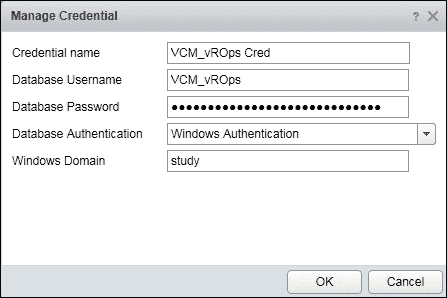 Manage Credential ? ×
Credential name VCM_vROps Cred
Database Username VCM_vROps
Database Password ●●●●●●●●●●●●●●●●●●●●●●●●●●●●●
Database Authentication Windows Authentication
Windows Domain study
OK Cancel